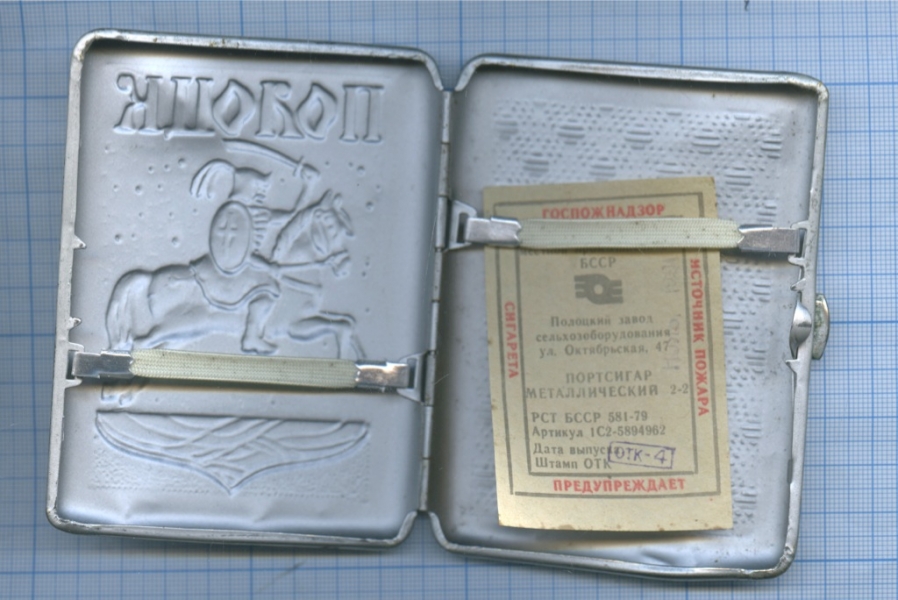 ПОЛОЦК
ГОСПОЖНАДЗОР
БССР
Полоцкий завод
сельхозоборудования
ул. Октябрьская, 47
ПОРТСИГАР
МЕТАЛЛИЧЕСКИЙ 2-2
РСТ БССР 581-79
Артикул 1С2-5894962
Дата
Штамп ОТК
ОТК-4
СИГАРЕТА
ИСТОЧНИК ПОЖАРА
ПРЕДУПРЕЖДАЕТ